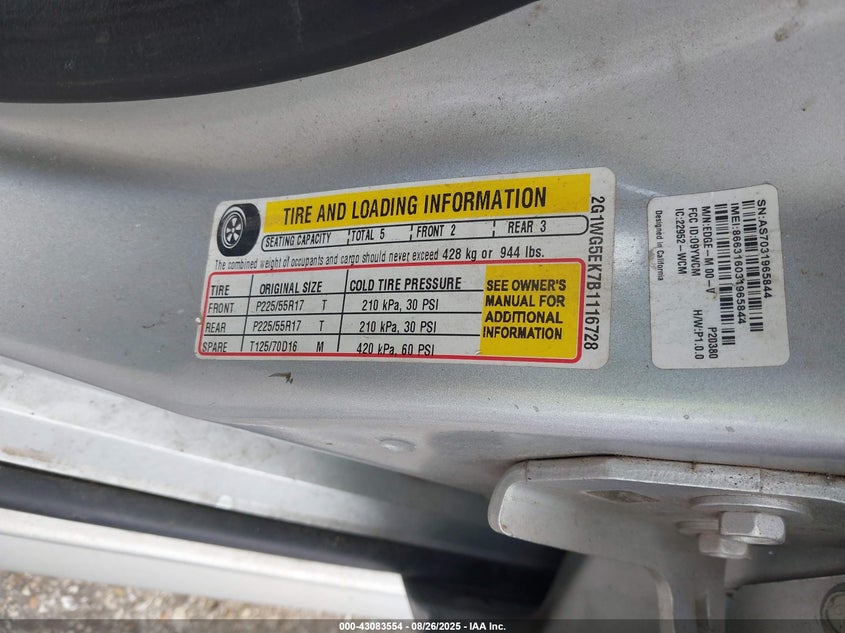 TIRE AND LOADING INFORMATION
SEATING CAPACITY TOTAL 5 FRONT 2 REAR 3
The combined weight of occupants and cargo should never exceed 428 kg or 944 lbs.
TIRE ORIGINAL SIZE COLD TIRE PRESSURE
FRONT P225/55R17 T 210 kPa, 30 PSI
REAR P225/55R17 T 210 kPa, 30 PSI
SPARE T125/70D16 M 420 kPa, 60 PSI
SEE OWNER'S
MANUAL FOR
ADDITIONAL
INFORMATION
2G1WG5EK7B1116728
SN:AS7031965844
IMEI:866316031965844
M/N:EDGE-M.00-V P20380
FCC ID:O9YWCM H/W:P1.0.0
IC:22952-WCM
Designed in California
000-43083554 - 08/26/2025 - IAA Inc.